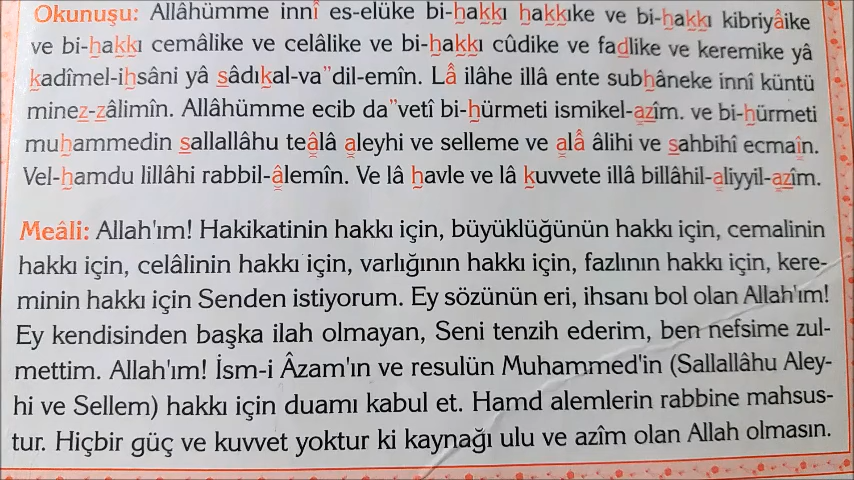 Okunuşu: Allâhümme innî es-elüke bi-hakkı hakkıke ve bi-hakkı kibriyâike
ve bi-hakkı cemâlike ve celâlike ve bi-hakkı cûdike ve fadlike ve keremike yâ
kadîmel-ihsâni yâ sâdıkal-va"dil-emîn. Lâ ilâhe illâ ente subhâneke innî küntü
minez-zâlimîn. Allâhümme ecib da"vetî bi-hürmeti ismikel-azîm. ve bi-hürmeti
muhammedin sallallâhu teâlâ aleyhi ve selleme ve alâ âlihi ve sahbihî ecmaîn.
Vel-hamdu lillâhi rabbil-âlemîn. Ve lâ havle ve lâ kuvvete illâ billâhil-aliyyil-azîm.
Meâli: Allah'ım! Hakikatinin hakkı için, büyüklüğünün hakkı için, cemalinin
hakkı için, celâlinin hakkı için, varlığının hakkı için, fazlının hakkı için, kere-
minin hakkı için Senden istiyorum. Ey sözünün eri, ihsanı bol olan Allah'ım!
Ey kendisinden başka ilah olmayan, Seni tenzih ederim, ben nefsime zul-
mettim. Allah'ım! İsm-i Âzam'ın ve resulün Muhammed'in (Sallallâhu Aley-
hi ve Sellem) hakkı için duamı kabul et. Hamd alemlerin rabbine mahsus-
tur. Hiçbir güç ve kuvvet yoktur ki kaynağı ulu ve azîm olan Allah olmasın.